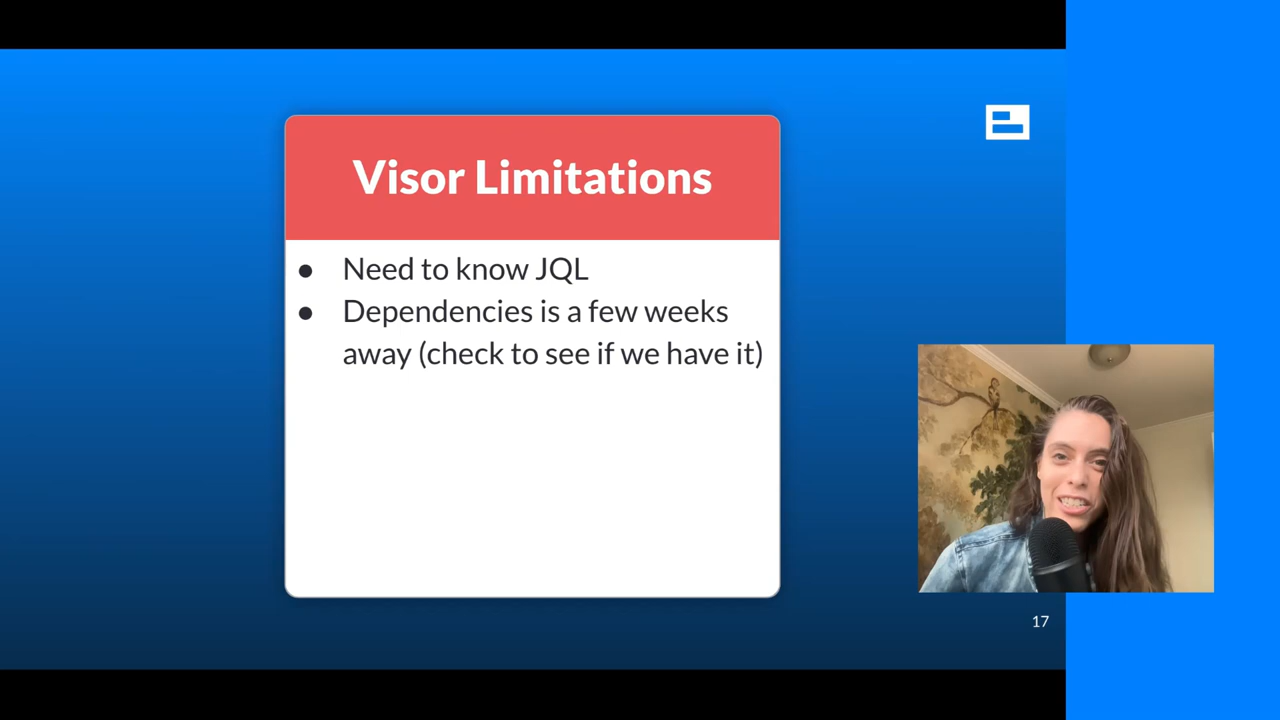 Visor Limitations
● Need to know JQL
● Dependencies is a few weeks
away (check to see if we have it)
17